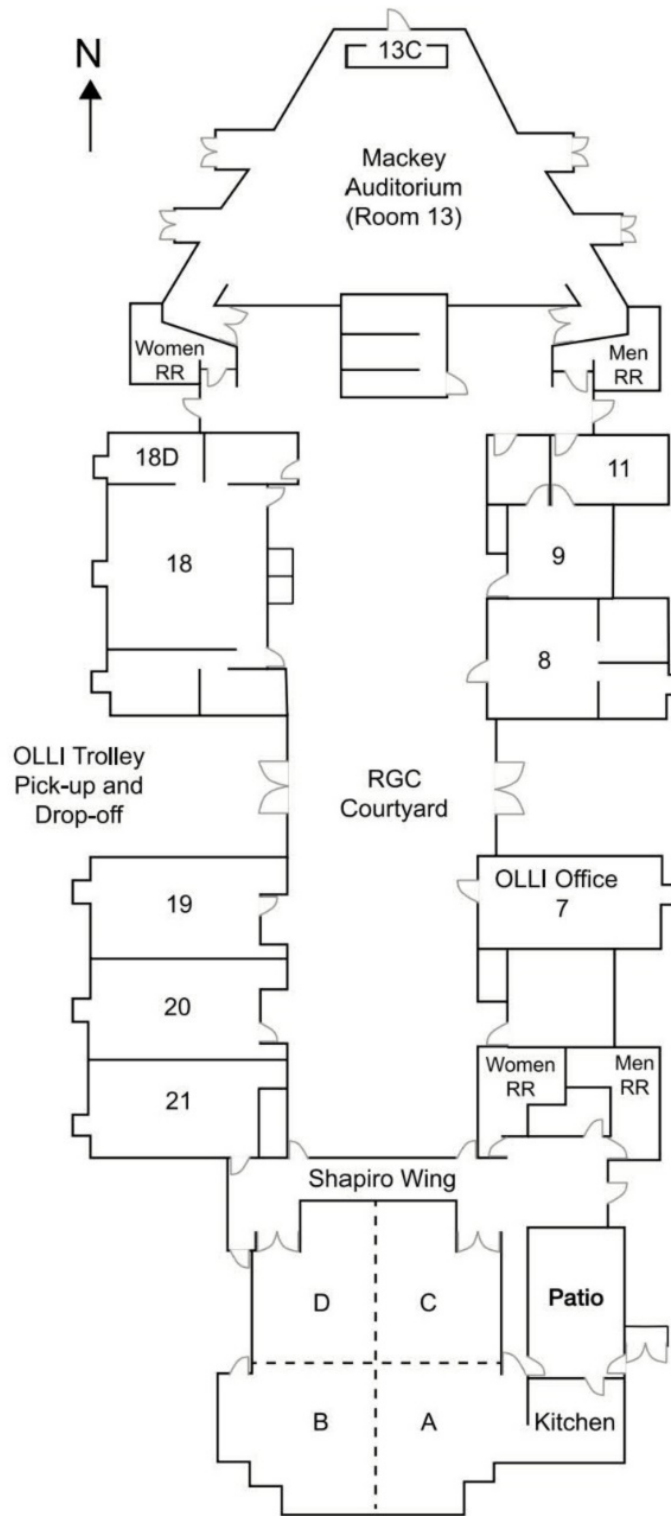 N
13C
Mackey
Auditorium
(Room 13)
Women
RR
Men
RR
18D
11
18
9
8
OLLI Trolley
Pick-up and
Drop-off
RGC
Courtyard
OLLI Office
7
19
20
Women
RR
Men
RR
21
Shapiro Wing
D
C
Patio
B
A
Kitchen